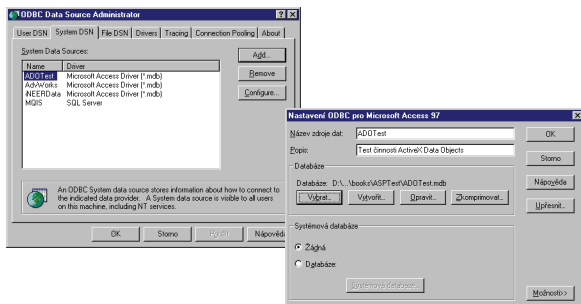 ODBC Data Source Administrator
User DSN System DSN File DSN Drivers Tracing Connection Pooling About
System Data Sources:
Add...
Name Driver
ADOTest Microsoft Access Driver (*.mdb)
Remove
AdvWorks Microsoft Access Driver (*.mdb)
iNEERData Microsoft Access Driver (*.mdb)
Configure...
MQIS SQL Server
An ODBC System data source stores information about how to connect to
the indicated data provider. A System data source is visible to all users
on this machine, including NT services.
OK Storno Použít Nápověda
Nastavení ODBC pro Microsoft Access 97
Název zdroje dat: ADOTest OK
Popis: Test činnosti ActiveX Data Objects
Storno
Databáze
Databáze: D:\...\books\ASPTest\ADOTest.mdb
Nápověda
Vybrat... Vytvořit... Opravit... Zkomprimovat...
Upřesnit...
Systémová databáze
Žádná
Databáze:
Systémová databáze...
Možnosti>>